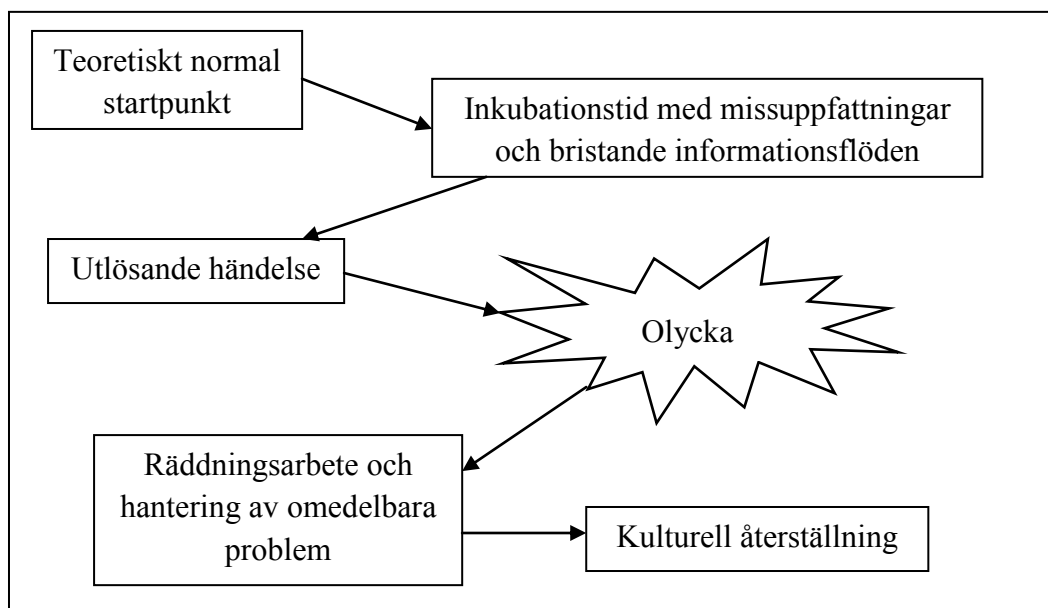 Teoretiskt normal
startpunkt
Inkubationstid med missuppfattningar
och bristande informationsflöden
Utlösande händelse
Olycka
Räddningsarbete och
hantering av omedelbara
problem
Kulturell återställning